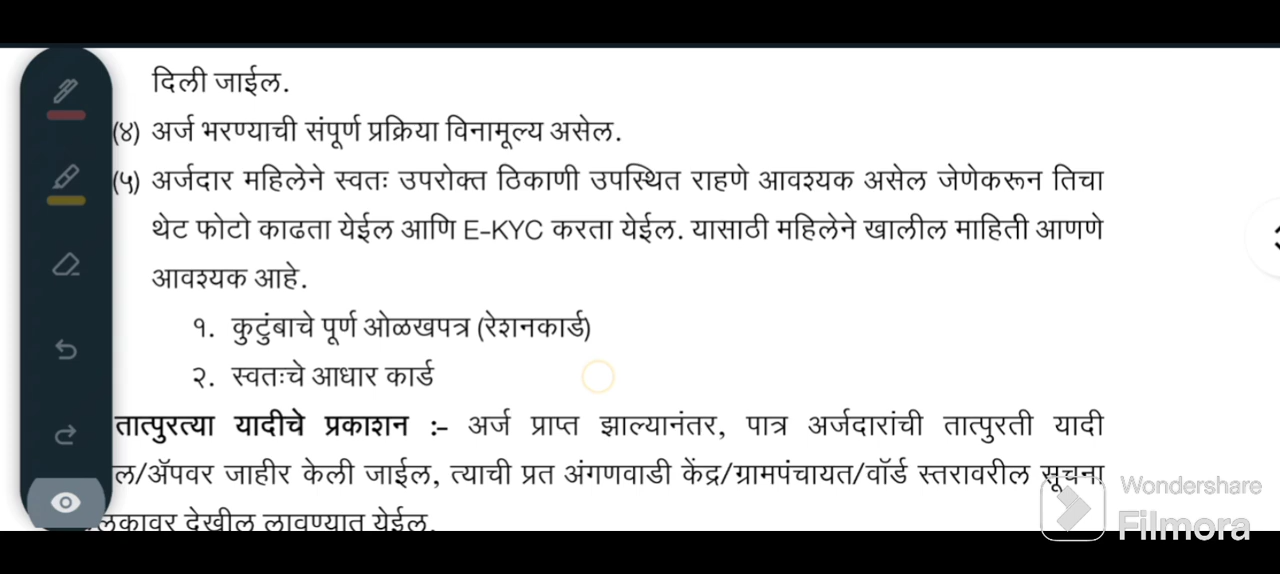 दिली जाईल.
(४) अर्ज भरण्याची संपूर्ण प्रक्रिया विनामूल्य असेल.
(५) अर्जदार महिलेने स्वतः उपरोक्त ठिकाणी उपस्थित राहणे आवश्यक असेल जेणेकरून तिचा
थेट फोटो काढता येईल आणि E-KYC करता येईल. यासाठी महिलेने खालील माहिती आणणे
आवश्यक आहे.
१. कुटुंबाचे पूर्ण ओळखपत्र (रेशनकार्ड)
२. स्वतःचे आधार कार्ड
तात्पुरत्या यादीचे प्रकाशन :- अर्ज प्राप्त झाल्यानंतर, पात्र अर्जदारांची तात्पुरती यादी
ल/ॲपवर जाहीर केली जाईल, त्याची प्रत अंगणवाडी केंद्र/ग्रामपंचायत/वॉर्ड स्तरावरील सूचना
लकावर देखील लावण्यात येईल.
Wondershare
Filmora